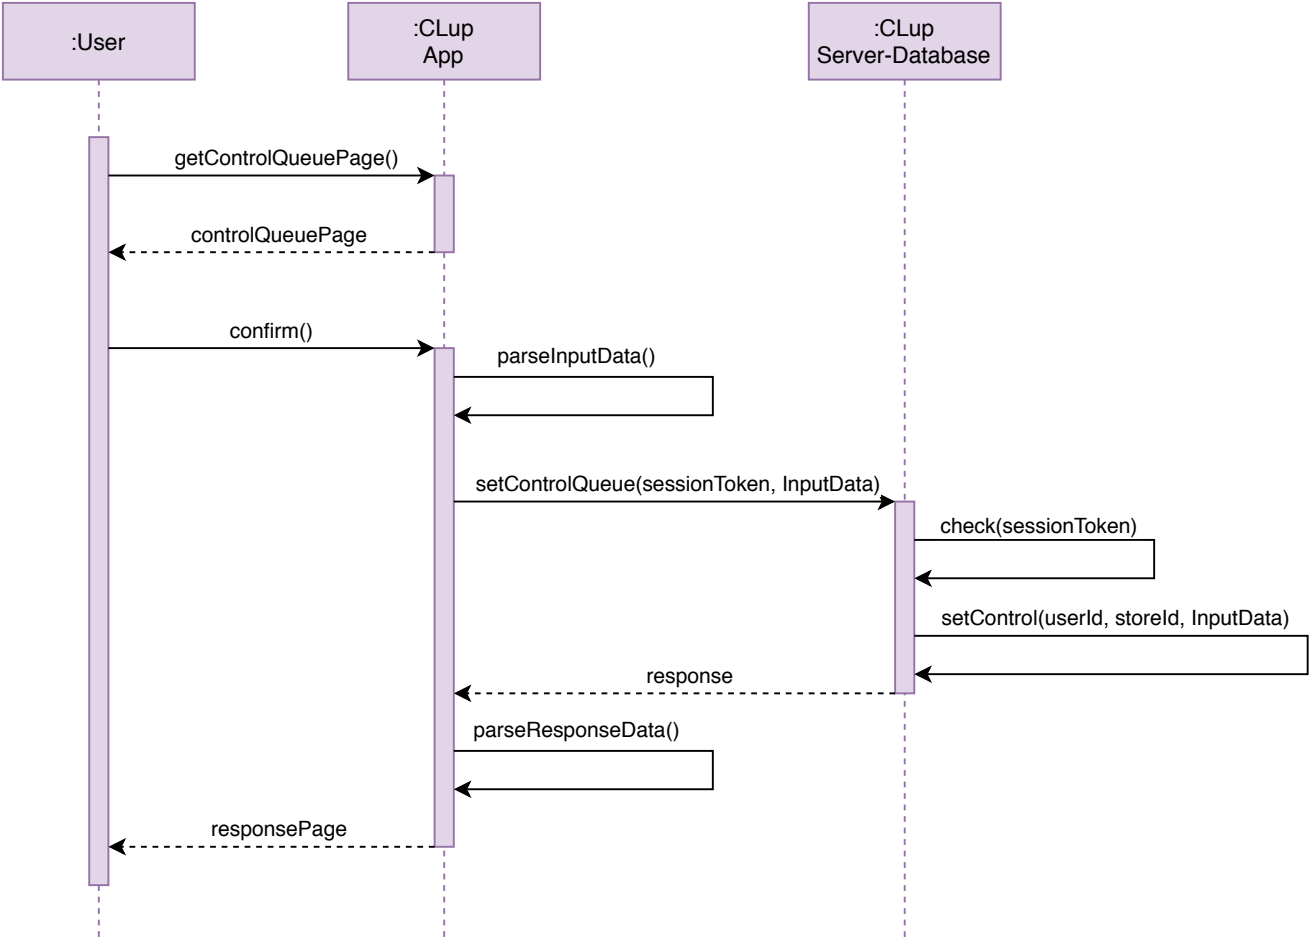 :User
:CLup
App
:CLup
Server-Database
getControlQueuePage()
controlQueuePage
confirm()
parseInputData()
setControlQueue(sessionToken, InputData)
check(sessionToken)
setControl(userId, storeId, InputData)
response
parseResponseData()
responsePage